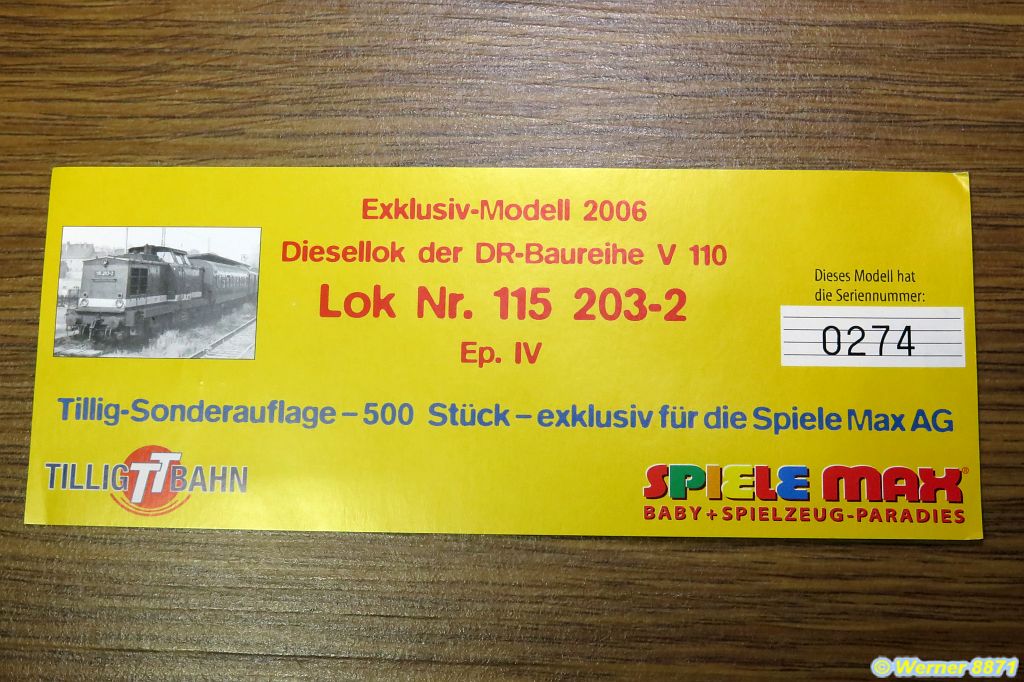 Exklusiv-Modell 2006
Diesellok der DR-Baureihe V 110
Lok Nr. 115 203-2
Ep. IV
Dieses Modell hat
die Seriennummer:
0274
Tillig-Sonderauflage – 500 Stück – exklusiv für die Spiele Max AG
TILLIG TT BAHN
SPIELE MAX®
BABY + SPIELZEUG-PARADIES
© Werner 8871